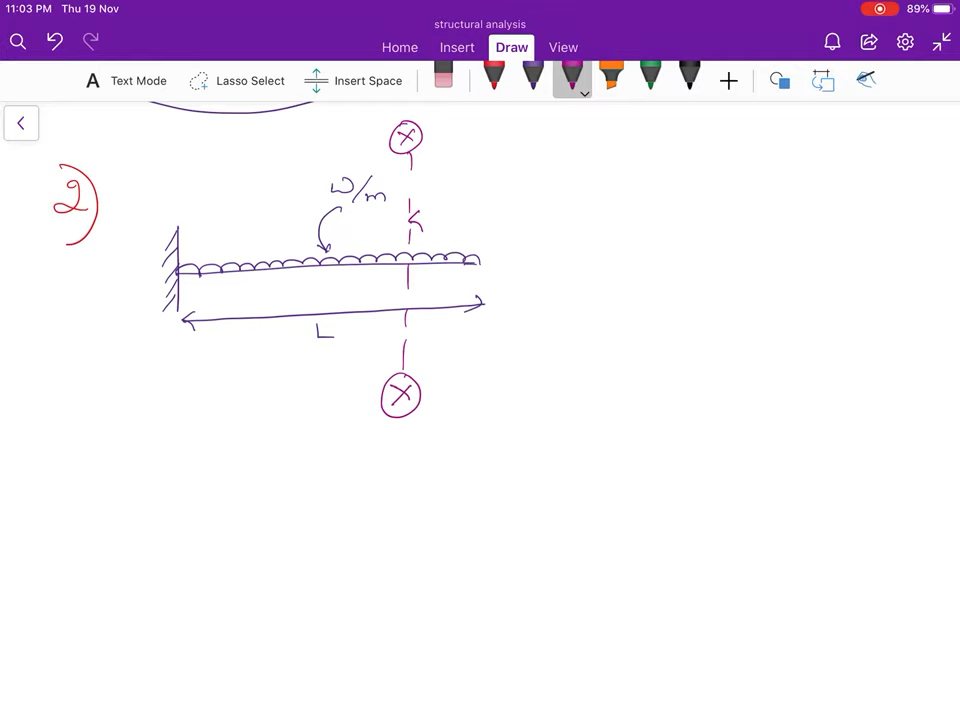 11:03 PM Thu 19 Nov
89%
structural analysis
Home Insert Draw View
Text Mode Lasso Select Insert Space
X
2)
W/m
L
X